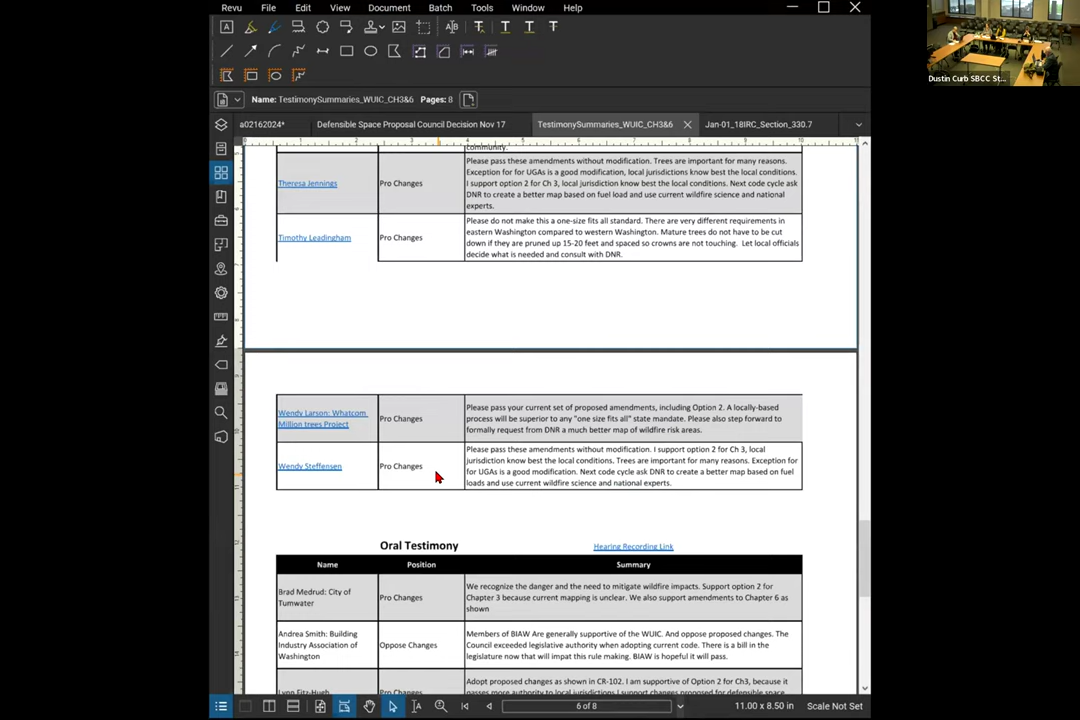 Revu File Edit View Document Batch Tools Window Help
Dustin Curb SBCC St...
Name: TestimonySummaries_WUIC_CH3&6 Pages: 8
a02162024* Defensible Space Proposal Council Decision Nov 17 TestimonySummaries_WUIC_CH3&6 Jan-01_18IRC_Section_330.7
community.
Theresa Jennings
Pro Changes
Please pass these amendments without modification. Trees are important for many reasons.
Exception for for UGAs is a good modification, local jurisdictions know best the local conditions.
I support option 2 for Ch 3, local jurisdiction know best the local conditions. Next code cycle ask
DNR to create a better map based on fuel load and use current wildfire science and national
experts.
Timothy Leadingham
Pro Changes
Please do not make this a one-size fits all standard. There are very different requirements in
eastern Washington compared to western Washington. Mature trees do not have to be cut
down if they are pruned up 15-20 feet and spaced so crowns are not touching. Let local officials
decide what is needed and consult with DNR.
Wendy Larson: Whatcom
Million trees Project
Pro Changes
Please pass your current set of proposed amendments, including Option 2. A locally-based
process will be superior to any "one size fits all" state mandate. Please also step forward to
formally request from DNR a much better map of wildfire risk areas.
Wendy Steffensen
Pro Changes
Please pass these amendments without modification. I support option 2 for Ch 3, local
jurisdiction know best the local conditions. Trees are important for many reasons. Exception for
for UGAs is a good modification. Next code cycle ask DNR to create a better map based on fuel
loads and use current wildfire science and national experts.
Oral Testimony
Hearing Recording Link
Name Position Summary
Brad Medrud: City of
Tumwater
Pro Changes
We recognize the danger and the need to mitigate wildfire impacts. Support option 2 for
Chapter 3 because current mapping is unclear. We also support amendments to Chapter 6 as
shown
Andrea Smith: Building
Industry Association of
Washington
Oppose Changes
Members of BIAW Are generally supportive of the WUIC. And oppose proposed changes. The
Council exceeded legislative authority when adopting current code. There is a bill in the
legislature now that will impat this rule making. BIAW is hopeful it will pass.
Lynn Fitz-Hugh
Pro Changes
Adopt proposed changes as shown in CR-102. I am supportive of Option 2 for Ch3, because it
passes more authority to local jurisdictions I support changes proposed for defensible space
6 of 8
11.00 x 8.50 in
Scale Not Set